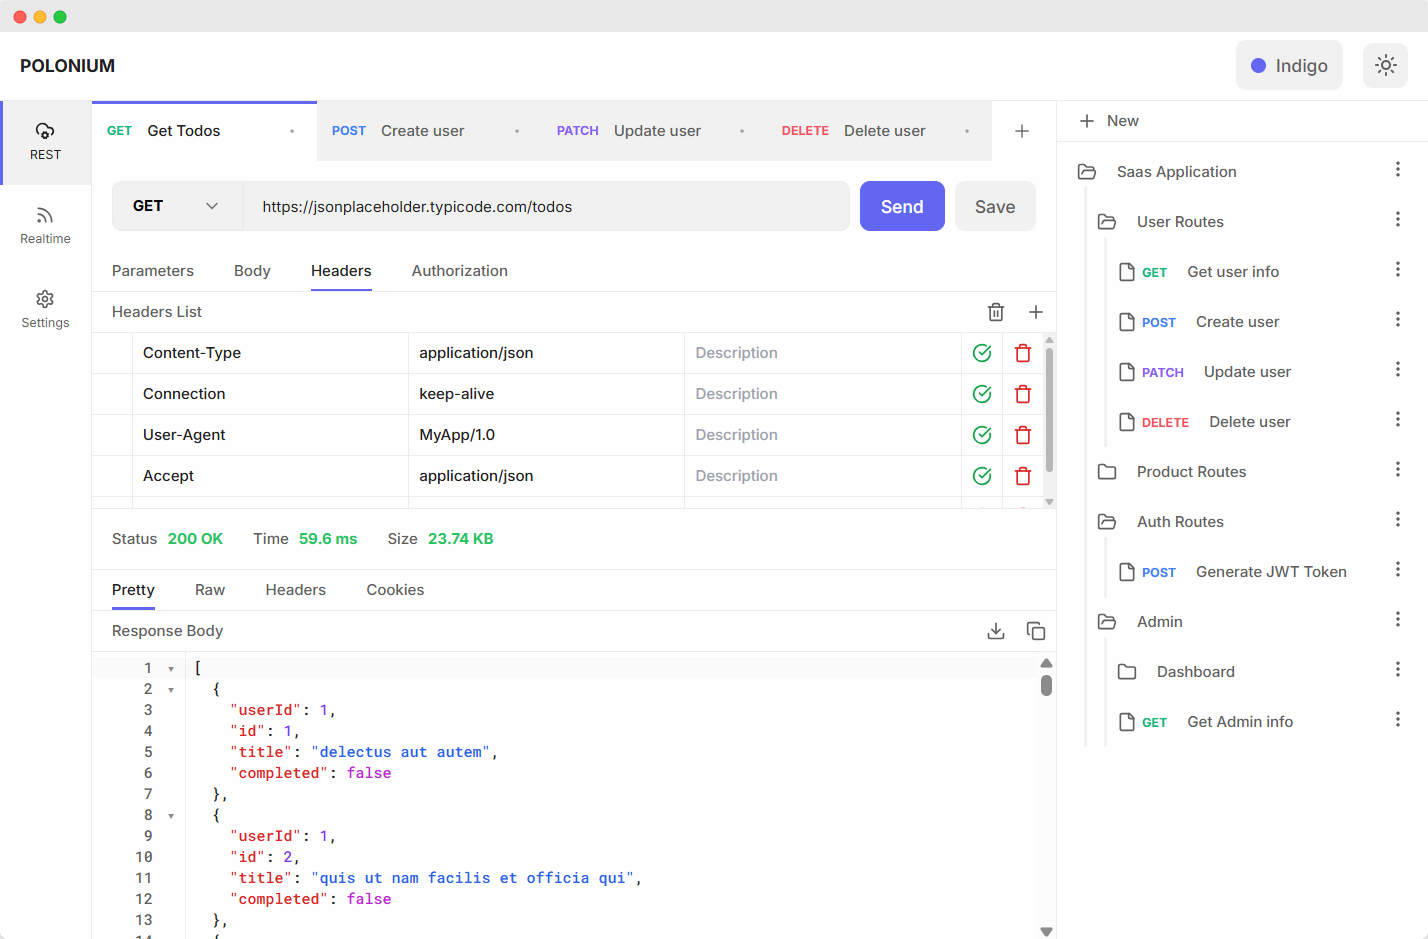 POLONIUM
Indigo
REST
Realtime
Settings
GET Get Todos
POST Create user
PATCH Update user
DELETE Delete user
GET
https://jsonplaceholder.typicode.com/todos
Send
Save
Parameters Body Headers Authorization
Headers List
Content-Type application/json Description
Connection keep-alive Description
User-Agent MyApp/1.0 Description
Accept application/json Description
Status 200 OK Time 59.6 ms Size 23.74 KB
Pretty Raw Headers Cookies
Response Body
1 [
2 {
3 "userId": 1,
4 "id": 1,
5 "title": "delectus aut autem",
6 "completed": false
7 },
8 {
9 "userId": 1,
10 "id": 2,
11 "title": "quis ut nam facilis et officia qui",
12 "completed": false
13 },
14 {
New
Saas Application
User Routes
GET Get user info
POST Create user
PATCH Update user
DELETE Delete user
Product Routes
Auth Routes
POST Generate JWT Token
Admin
Dashboard
GET Get Admin info